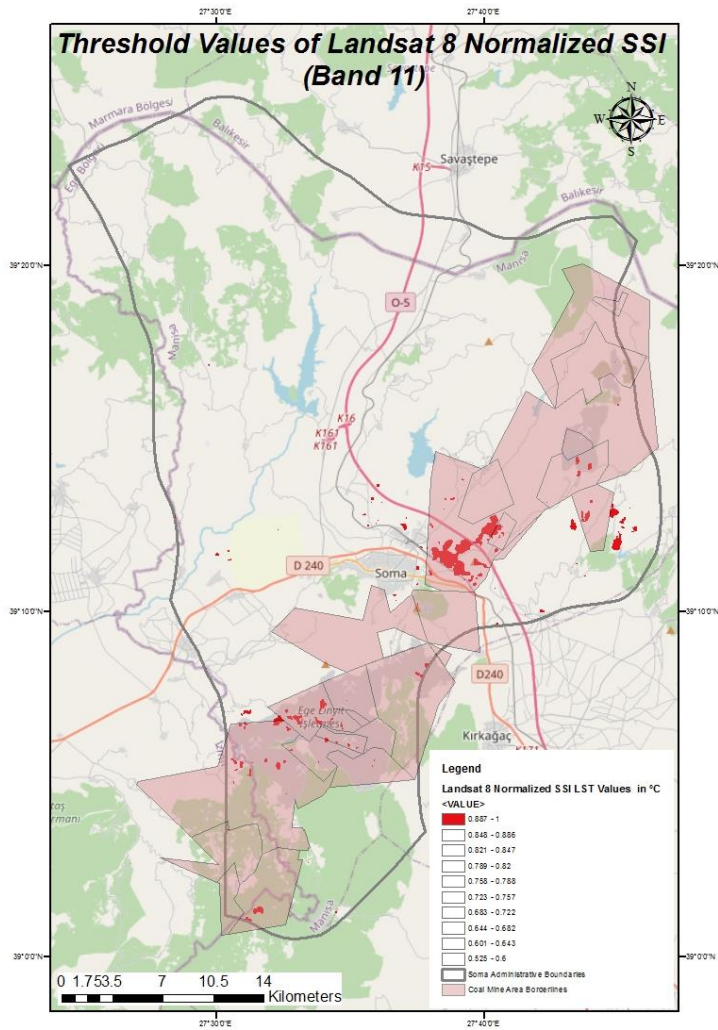 27°30'0"E
27°40'0"E
Threshold Values of Landsat 8 Normalized SSI
(Band 11)
N
W
E
S
Marmara Bölgesi
Ege Bölgesi
Balıkesir
Savaştepe
K15
Balıkesir
Manisa
39°20'0"N
39°20'0"N
O-5
Manisa
K16
K161
K161
D 240
Soma
39°10'0"N
39°10'0"N
D240
Ege Linyit
İşletmesi
Kırkağaç
K171
Manisa
39°0'0"N
39°0'0"N
Legend
Landsat 8 Normalized SSI LST Values in °C
<VALUE>
0.887 - 1
0.848 - 0.886
0.821 - 0.847
0.789 - 0.82
0.758 - 0.788
0.723 - 0.757
0.683 - 0.722
0.644 - 0.682
0.601 - 0.643
0.525 - 0.6
Soma Administrative Boundaries
Coal Mine Area Borderlines
0 1.753.5 7 10.5 14
Kilometers
27°30'0"E
27°40'0"E